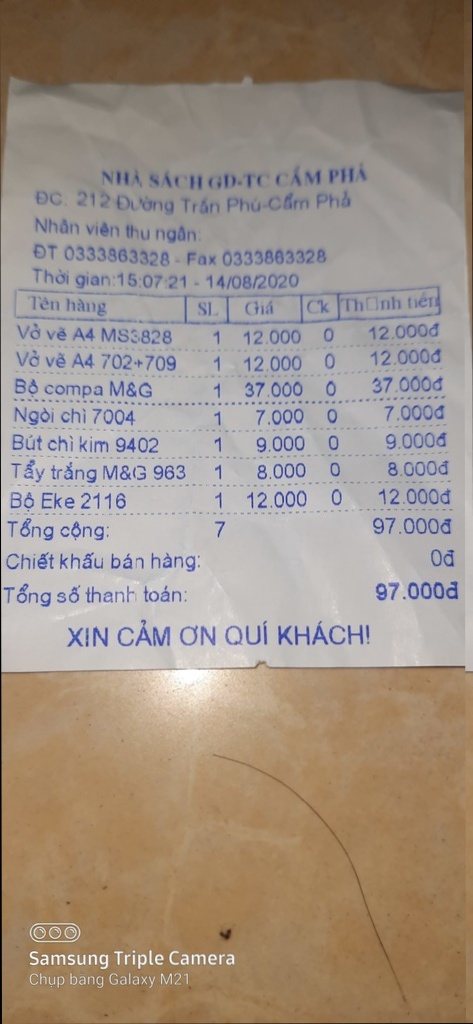 NHÀ SÁCH GD-TC CẨM PHẢ
ĐC: 212 Đường Trần Phú-Cẩm Phả
Nhân viên thu ngân:
ĐT 0333863328 - Fax 0333863328
Thời gian:15:07:21 - 14/08/2020
Tên hàng SL Giá Ck Th□nh tiền
Vở vẽ A4 MS3828 1 12.000 0 12.000đ
Vở vẽ A4 702+709 1 12.000 0 12.000đ
Bộ compa M&G 1 37.000 0 37.000đ
Ngòi chì 7004 1 7.000 0 7.000đ
Bút chì kim 9402 1 9.000 0 9.000đ
Tẩy trắng M&G 963 1 8.000 0 8.000đ
Bộ Eke 2116 1 12.000 0 12.000đ
Tổng cộng: 7 97.000đ
Chiết khấu bán hàng: 0đ
Tổng số thanh toán: 97.000đ
XIN CẢM ƠN QUÍ KHÁCH!
Samsung Triple Camera
Chụp bằng Galaxy M21